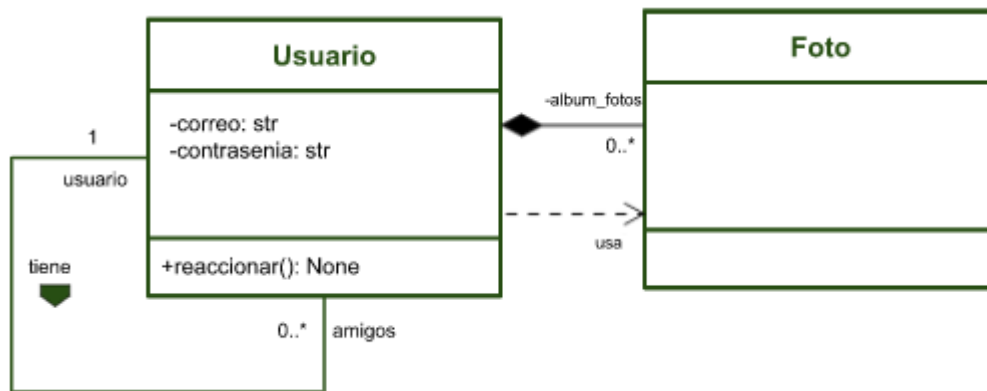 Usuario
Foto
-correo: str
-contrasenia: str
-album_fotos
0..*
1
usuario
usa
tiene
+reaccionar(): None
0..*
amigos